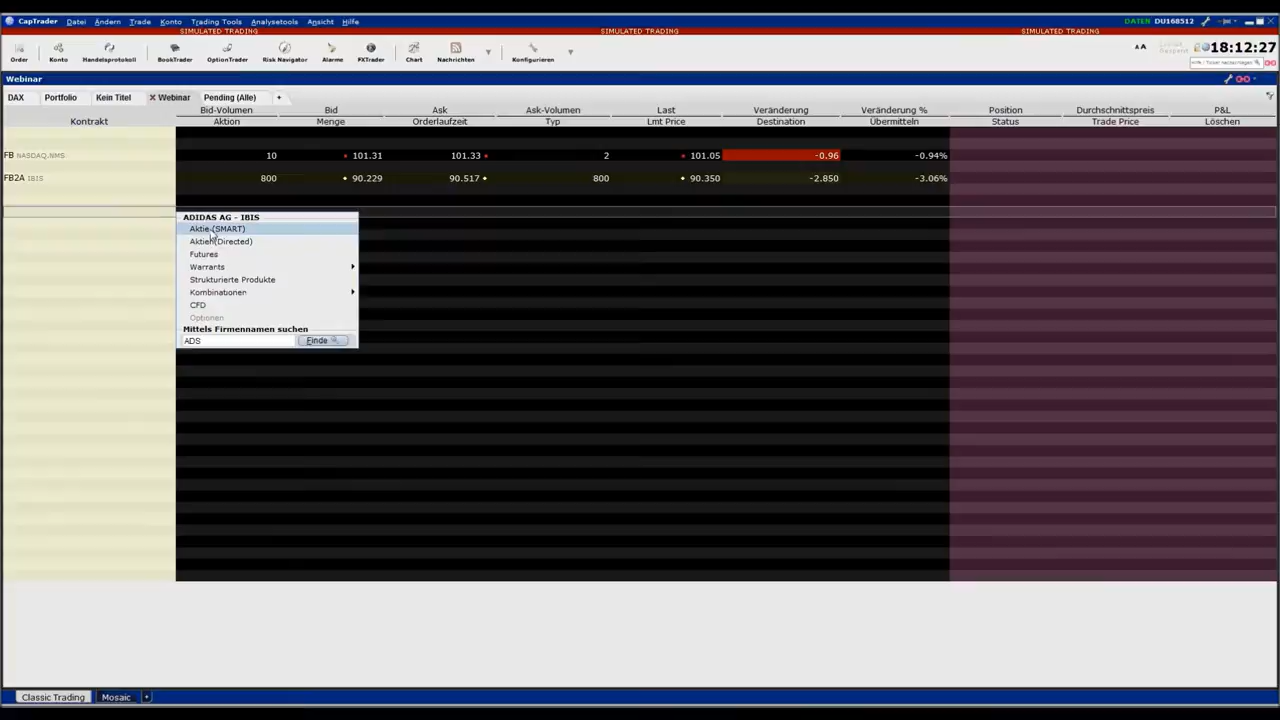 CapTrader Datei Ändern Trade Konto Trading Tools Analysetools Ansicht Hilfe DATEN DU168512
SIMULATED TRADING SIMULATED TRADING SIMULATED TRADING
Order Konto Handelsprotokoll BookTrader OptionTrader Risk Navigator Alarme FXTrader Chart Nachrichten Konfigurieren AA 18:12:27
Webinar
DAX Portfolio Kein Titel X Webinar Pending (Alle) +
Bid-Volumen Bid Ask Ask-Volumen Last Veränderung Veränderung % Position Durchschnittspreis P&L
Kontrakt Aktion Menge Orderlaufzeit Typ Lmt Price Destination Übermitteln Status Trade Price Löschen
FB NASDAQ.NMS 10 101.31 101.33 2 101.05 -0.96 -0.94%
FB2A IBIS 800 90.229 90.517 800 90.350 -2.850 -3.06%
ADIDAS AG - IBIS
Aktie (SMART)
Aktien(Directed)
Futures
Warrants
Strukturierte Produkte
Kombinationen
CFD
Optionen
Mittels Firmennamen suchen
ADS Finde
Classic Trading Mosaic +